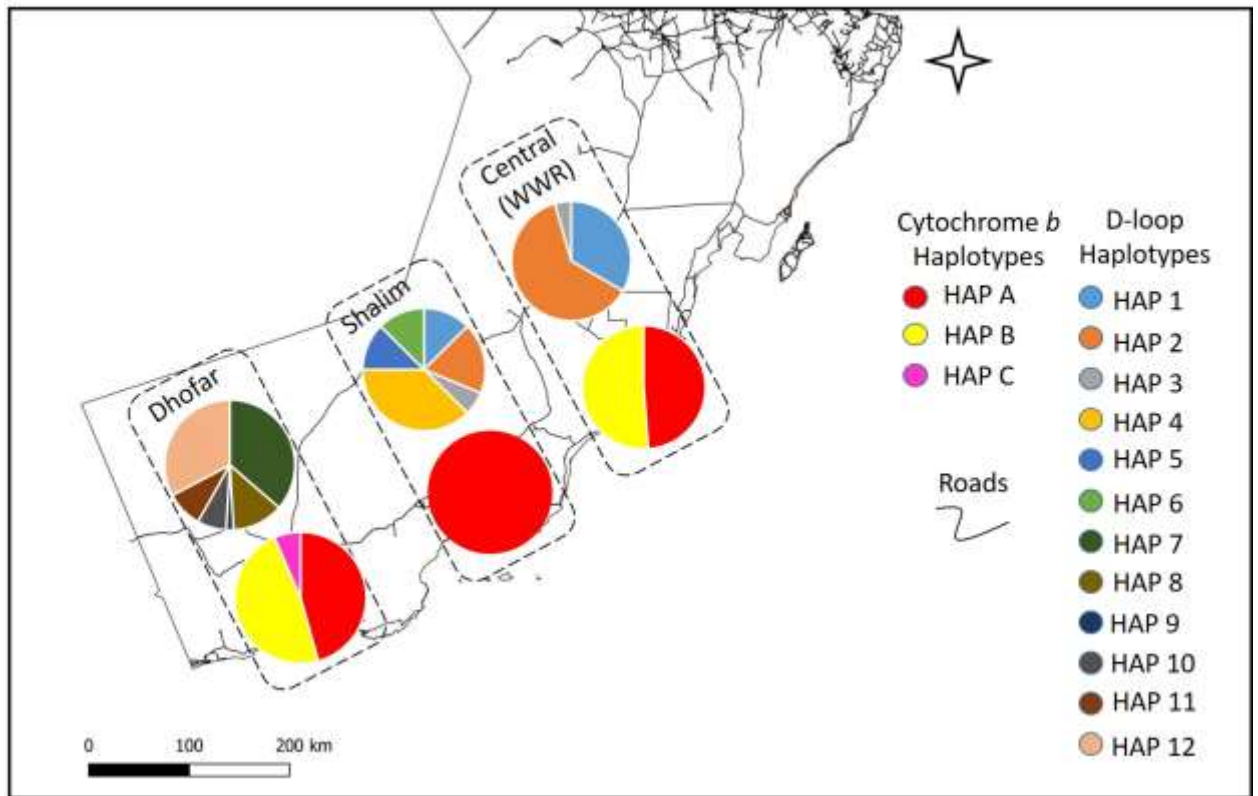 Central
(WWR)
Shalim
Dhofar
Cytochrome b
Haplotypes
HAP A
HAP B
HAP C
Roads
D-loop
Haplotypes
HAP 1
HAP 2
HAP 3
HAP 4
HAP 5
HAP 6
HAP 7
HAP 8
HAP 9
HAP 10
HAP 11
HAP 12
0 100 200 km